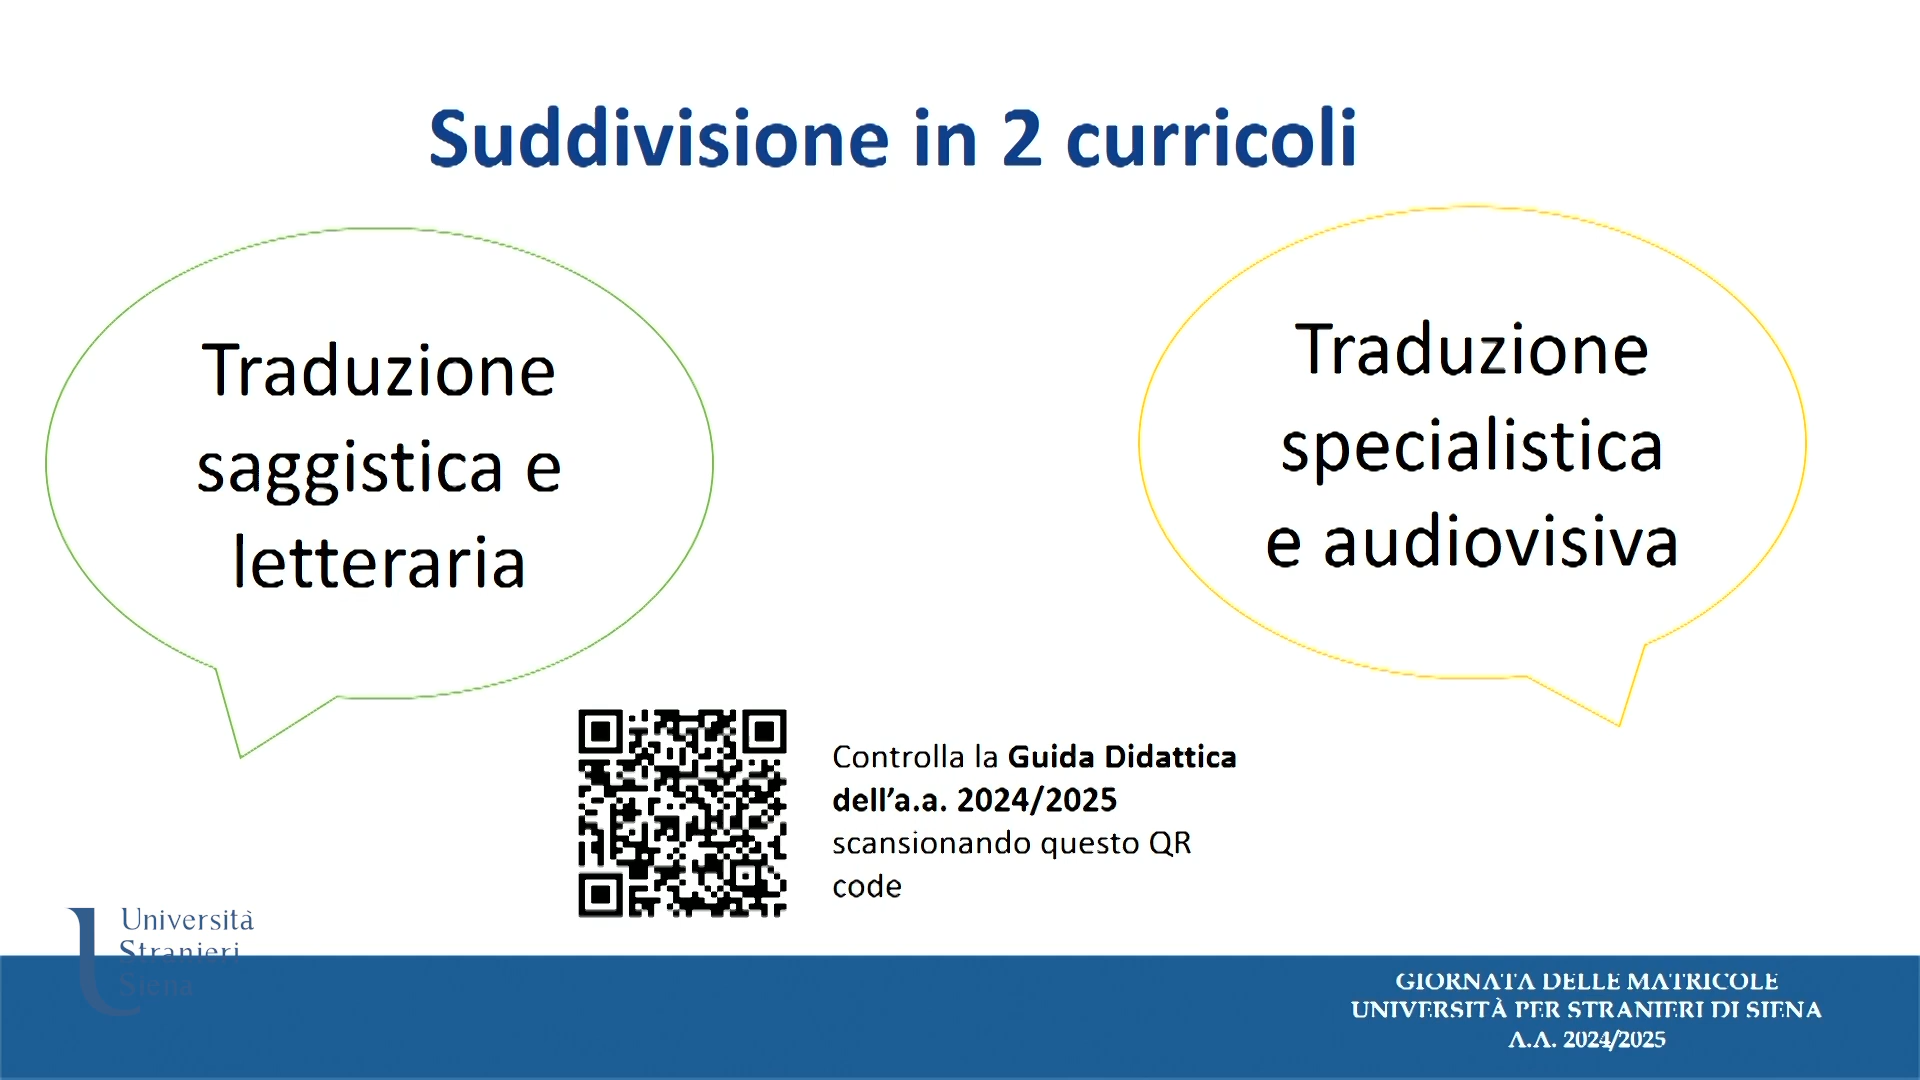 Suddivisione in 2 curricoli
Traduzione
saggistica e
letteraria
Traduzione
specialistica
e audiovisiva
Controlla la Guida Didattica
dell’a.a. 2024/2025
scansionando questo QR
code
Università
Stranieri
Siena
GIORNATA DELLE MATRICOLE
UNIVERSITÀ PER STRANIERI DI SIENA
A.A. 2024/2025